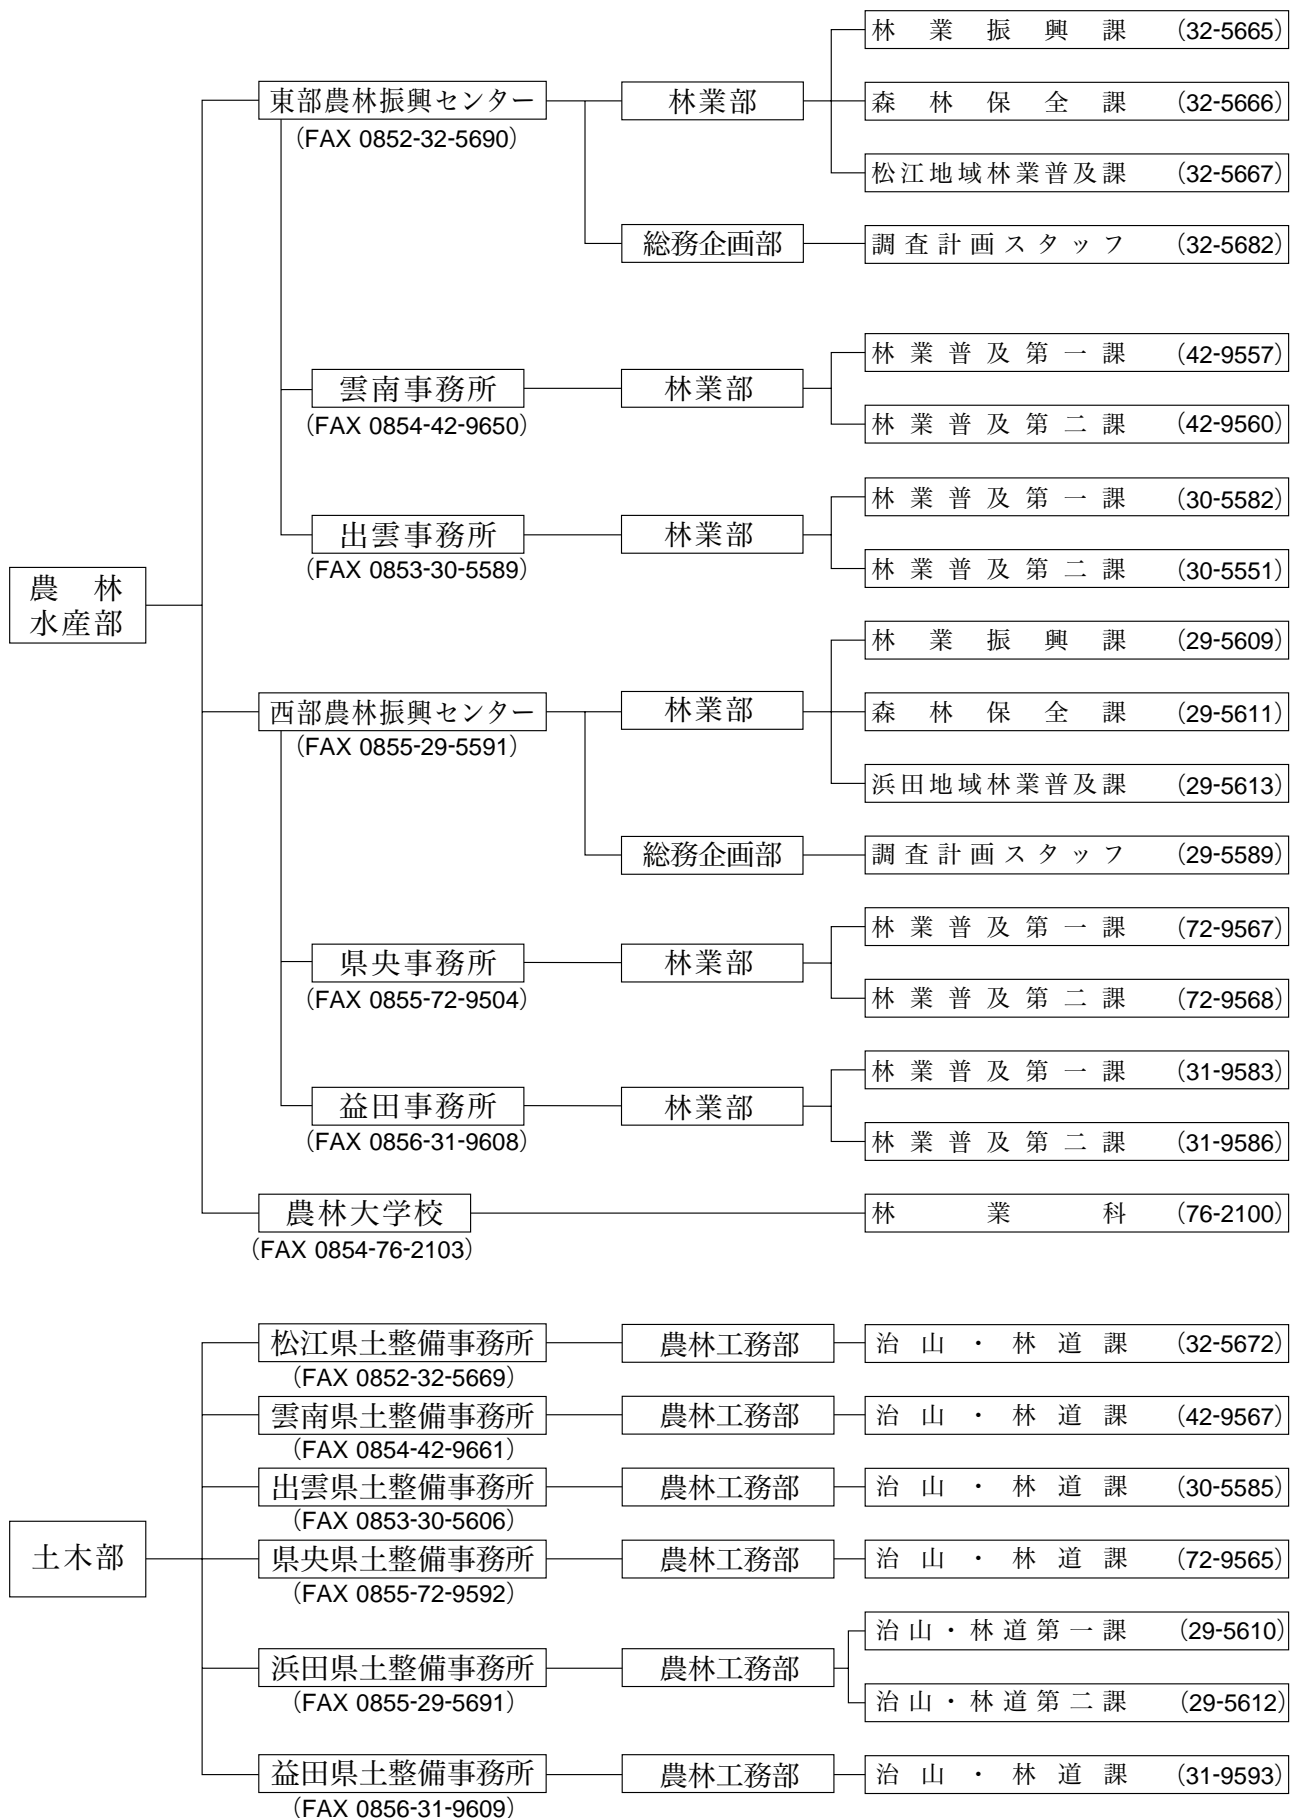 林業振興課 （32-5665）
東部農林振興センター 林業部 森林保全課 （32-5666）
（FAX 0852-32-5690）
松江地域林業普及課 （32-5667）
総務企画部 調査計画スタッフ （32-5682）
林業普及第一課 （42-9557）
雲南事務所 林業部
（FAX 0854-42-9650） 林業普及第二課 （42-9560）
林業普及第一課 （30-5582）
出雲事務所 林業部
（FAX 0853-30-5589） 林業普及第二課 （30-5551）
農林
水産部
林業振興課 （29-5609）
西部農林振興センター 林業部 森林保全課 （29-5611）
（FAX 0855-29-5591）
浜田地域林業普及課 （29-5613）
総務企画部 調査計画スタッフ （29-5589）
林業普及第一課 （72-9567）
県央事務所 林業部
（FAX 0855-72-9504） 林業普及第二課 （72-9568）
林業普及第一課 （31-9583）
益田事務所 林業部
（FAX 0856-31-9608） 林業普及第二課 （31-9586）
農林大学校 林業科 （76-2100）
（FAX 0854-76-2103）
松江県土整備事務所 農林工務部 治山・林道課 （32-5672）
（FAX 0852-32-5669）
雲南県土整備事務所 農林工務部 治山・林道課 （42-9567）
（FAX 0854-42-9661）
出雲県土整備事務所 農林工務部 治山・林道課 （30-5585）
（FAX 0853-30-5606）
土木部 県央県土整備事務所 農林工務部 治山・林道課 （72-9565）
（FAX 0855-72-9592）
治山・林道第一課 （29-5610）
浜田県土整備事務所 農林工務部
（FAX 0855-29-5691） 治山・林道第二課 （29-5612）
益田県土整備事務所 農林工務部 治山・林道課 （31-9593）
（FAX 0856-31-9609）